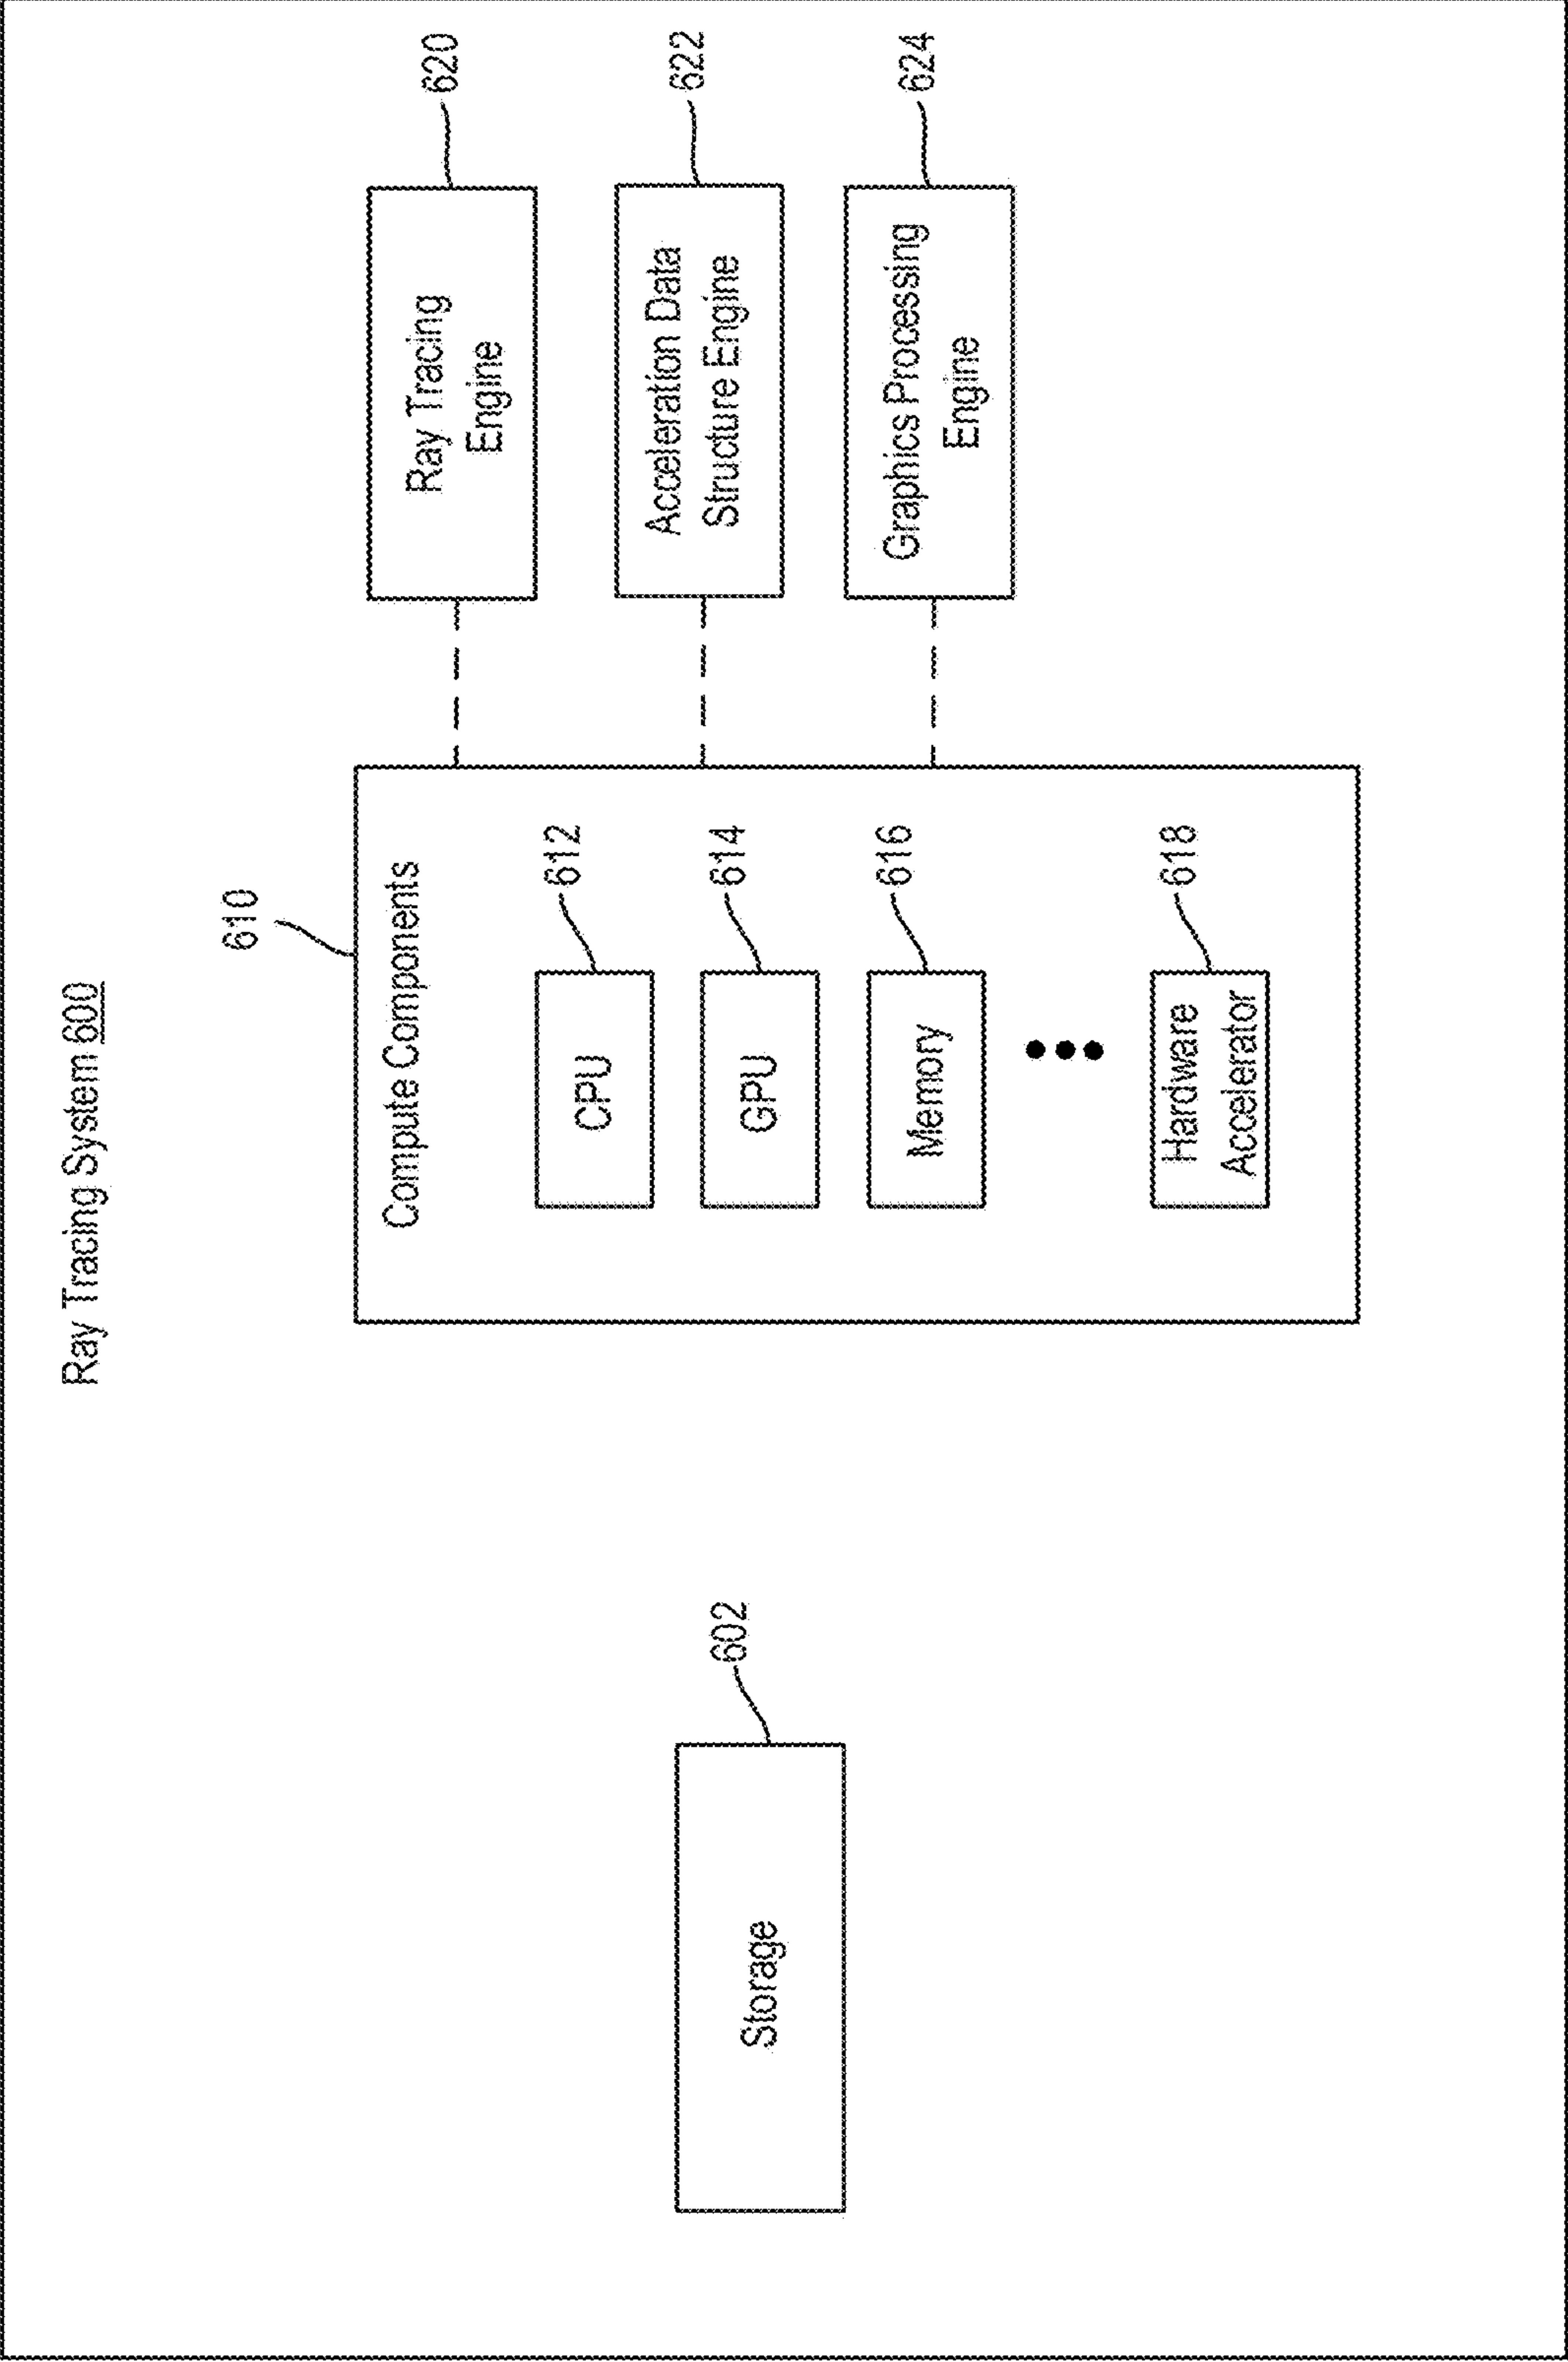 Ray Tracing System 600
610
Compute Components
612
CPU
614
GPU
616
Memory
618
Hardware
Accelerator
602
Storage
620
Ray Tracing
Engine
622
Acceleration Data
Structure Engine
624
Graphics Processing
Engine